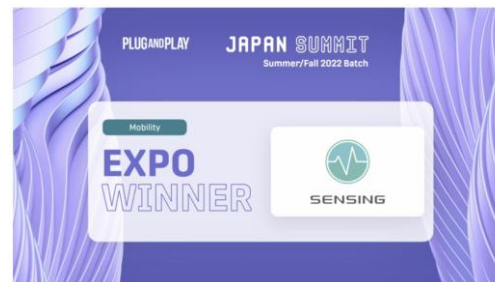 PLUGANDPLAY
JAPAN SUMMIT
Summer/Fall 2022 Batch
Mobility
EXPO
WINNER
SENSING